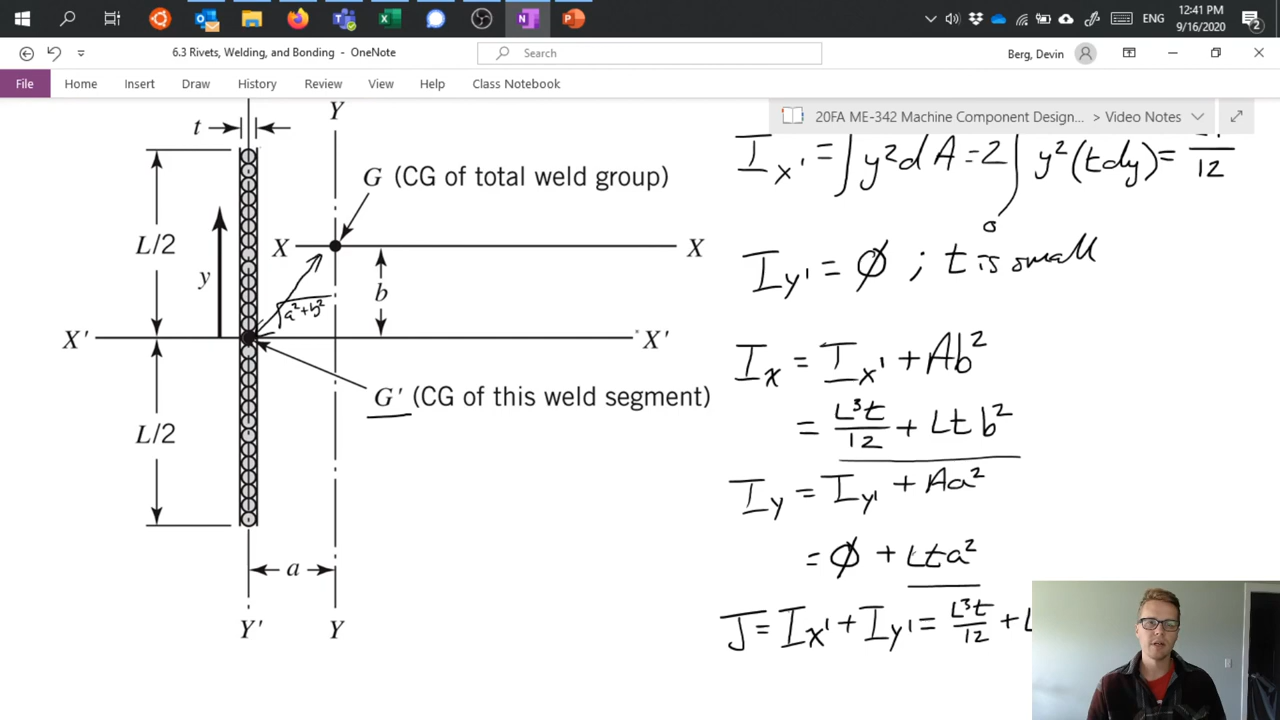 12:41 PM
ENG
9/16/2020
2
6.3 Rivets, Welding, and Bonding - OneNote
Search
Berg, Devin
File Home Insert Draw History Review View Help Class Notebook
20FA ME-342 Machine Component Design... > Video Notes
Y
t
G (CG of total weld group)
L/2
X
X
y
b
√a²+b²
X'
X'
G' (CG of this weld segment)
L/2
a
Y'
Y
I_x' = ∫y²dA = 2∫₀ y²(tdy) = /12
I_y' = ∅ ; t is small
I_x = I_x' + Ab²
= L³t/12 + Ltb²
I_y = I_y' + Aa²
= ∅ + Lta²
J = I_x' + I_y' = L³t/12 + L